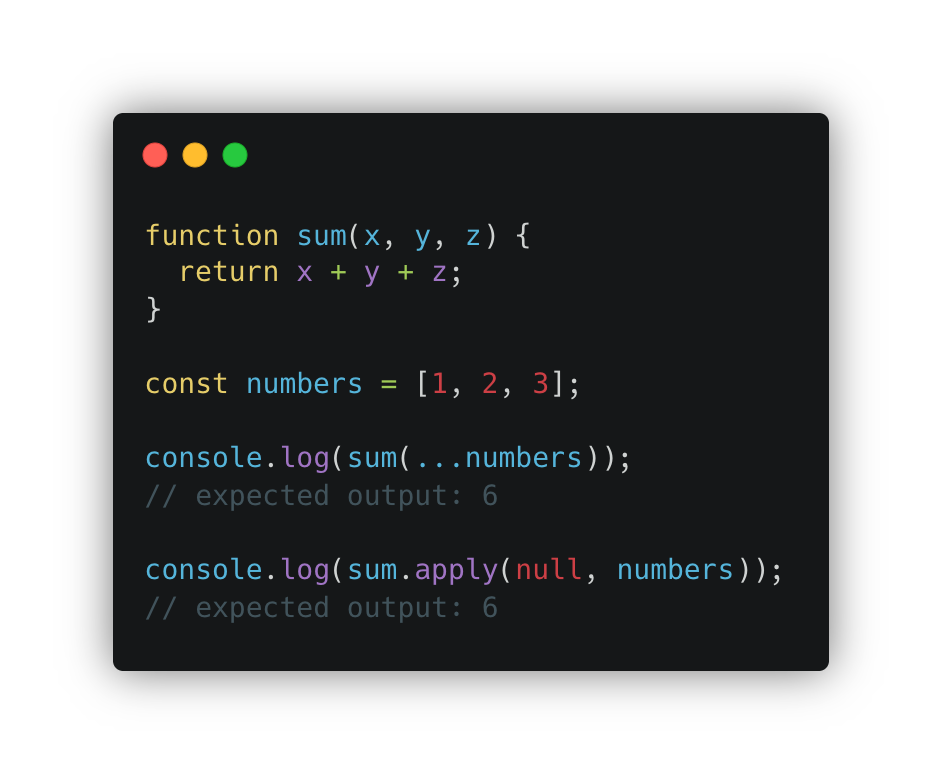 function sum(x, y, z) {
  return x + y + z;
}
const numbers = [1, 2, 3];
console.log(sum(...numbers));
// expected output: 6
console.log(sum.apply(null, numbers));
// expected output: 6